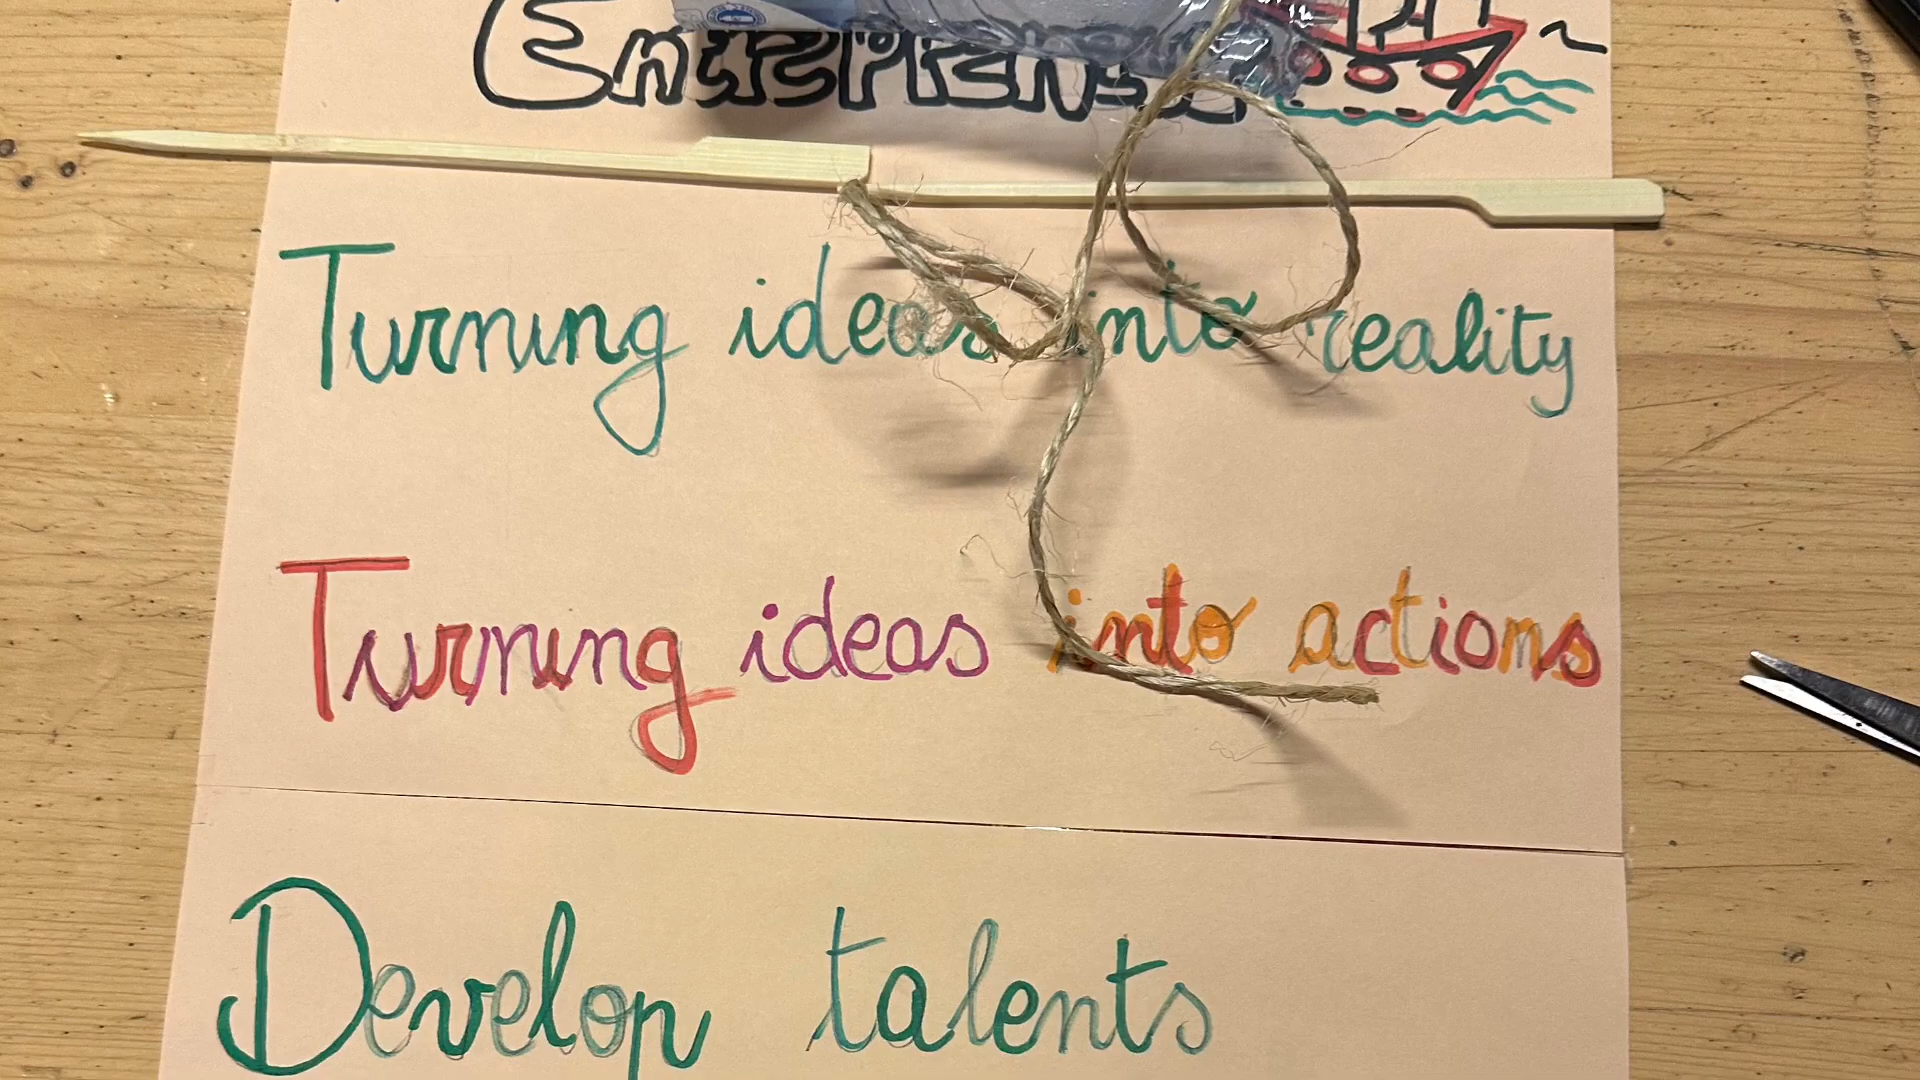 Turning ideas into reality
Turning ideas into actions
Develop talents